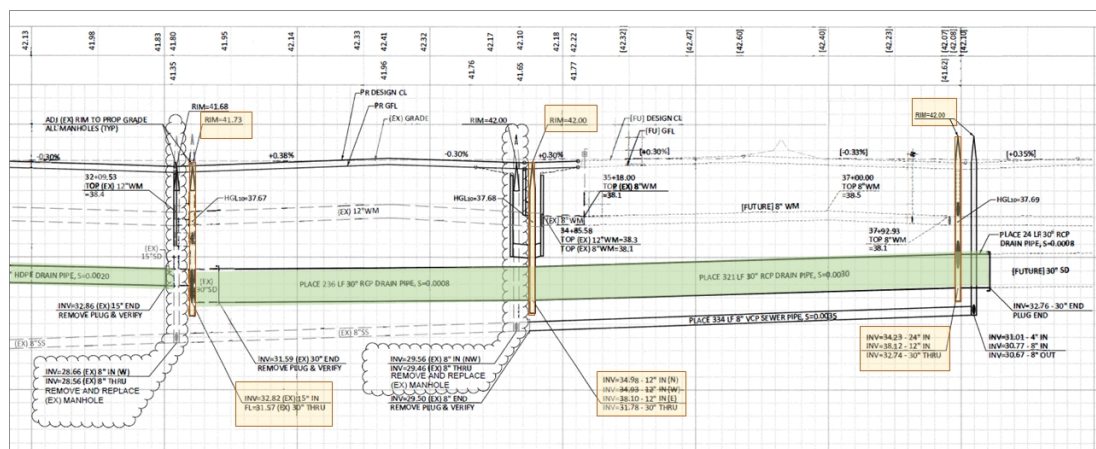 42.13
41.98
41.83
41.80
41.95
42.14
42.33
42.41
42.32
42.17
42.10
42.18
42.22
[42.32]
[42.47]
[42.60]
[42.40]
[42.23]
[42.07]
[42.08]
[42.10]
41.35
41.96
41.76
41.65
41.77
[41.62]
ADJ (EX) RIM TO PROP GRADE
ALL MANHOLES (TYP)
RIM=41.68
RIM=41.73
PR DESIGN CL
PR GFL
(EX) GRADE
RIM=42.00
RIM=42.00
[FU] DESIGN CL
[FU] GFL
RIM=42.00
-0.30%
+0.38%
-0.30%
+0.30%
[+0.30%]
[-0.33%]
[+0.35%]
32+09.53
TOP (EX) 12"WM
=38.4
HGL10=37.67
(EX) 12"WM
HGL10=37.68
(EX) 8" WM
35+18.00
TOP (EX) 8"WM
=38.1
34+85.58
TOP (EX) 12"WM=38.3
TOP (EX) 8"WM=38.1
[FUTURE] 8" WM
37+00.00
TOP 8"WM
=38.5
37+92.93
TOP 8"WM
=38.1
HGL10=37.69
PLACE 24 LF 30" RCP
DRAIN PIPE, S=0.0008
(EX)
15"SD
" HDPE DRAIN PIPE, S=0.0020
(EX)
30"SD
PLACE 236 LF 30" RCP DRAIN PIPE, S=0.0008
PLACE 321 LF 30" RCP DRAIN PIPE, S=0.0030
[FUTURE] 30" SD
INV=32.86 (EX) 15" END
REMOVE PLUG & VERIFY
INV=32.76 - 30" END
PLUG END
PLACE 334 LF 8" VCP SEWER PIPE, S=0.0035
(EX) 8"SS
(EX) 8"SS
INV=28.66 (EX) 8" IN (W)
INV=28.56 (EX) 8" THRU
REMOVE AND REPLACE
(EX) MANHOLE
INV=31.59 (EX) 30" END
REMOVE PLUG & VERIFY
INV=32.82 (EX) 15" IN
FL=31.57 (EX) 30" THRU
INV=29.56 (EX) 8" IN (NW)
INV=29.46 (EX) 8" THRU
REMOVE AND REPLACE
(EX) MANHOLE
INV=29.50 (EX) 8" END
REMOVE PLUG & VERIFY
INV=34.98 - 12" IN (N)
INV=34.93 - 12" IN (W)
INV=38.10 - 12" IN (E)
INV=31.78 - 30" THRU
INV=34.23 - 24" IN
INV=38.12 - 12" IN
INV=32.74 - 30" THRU
INV=31.01 - 4" IN
INV=30.77 - 8" IN
INV=30.67 - 8" OUT